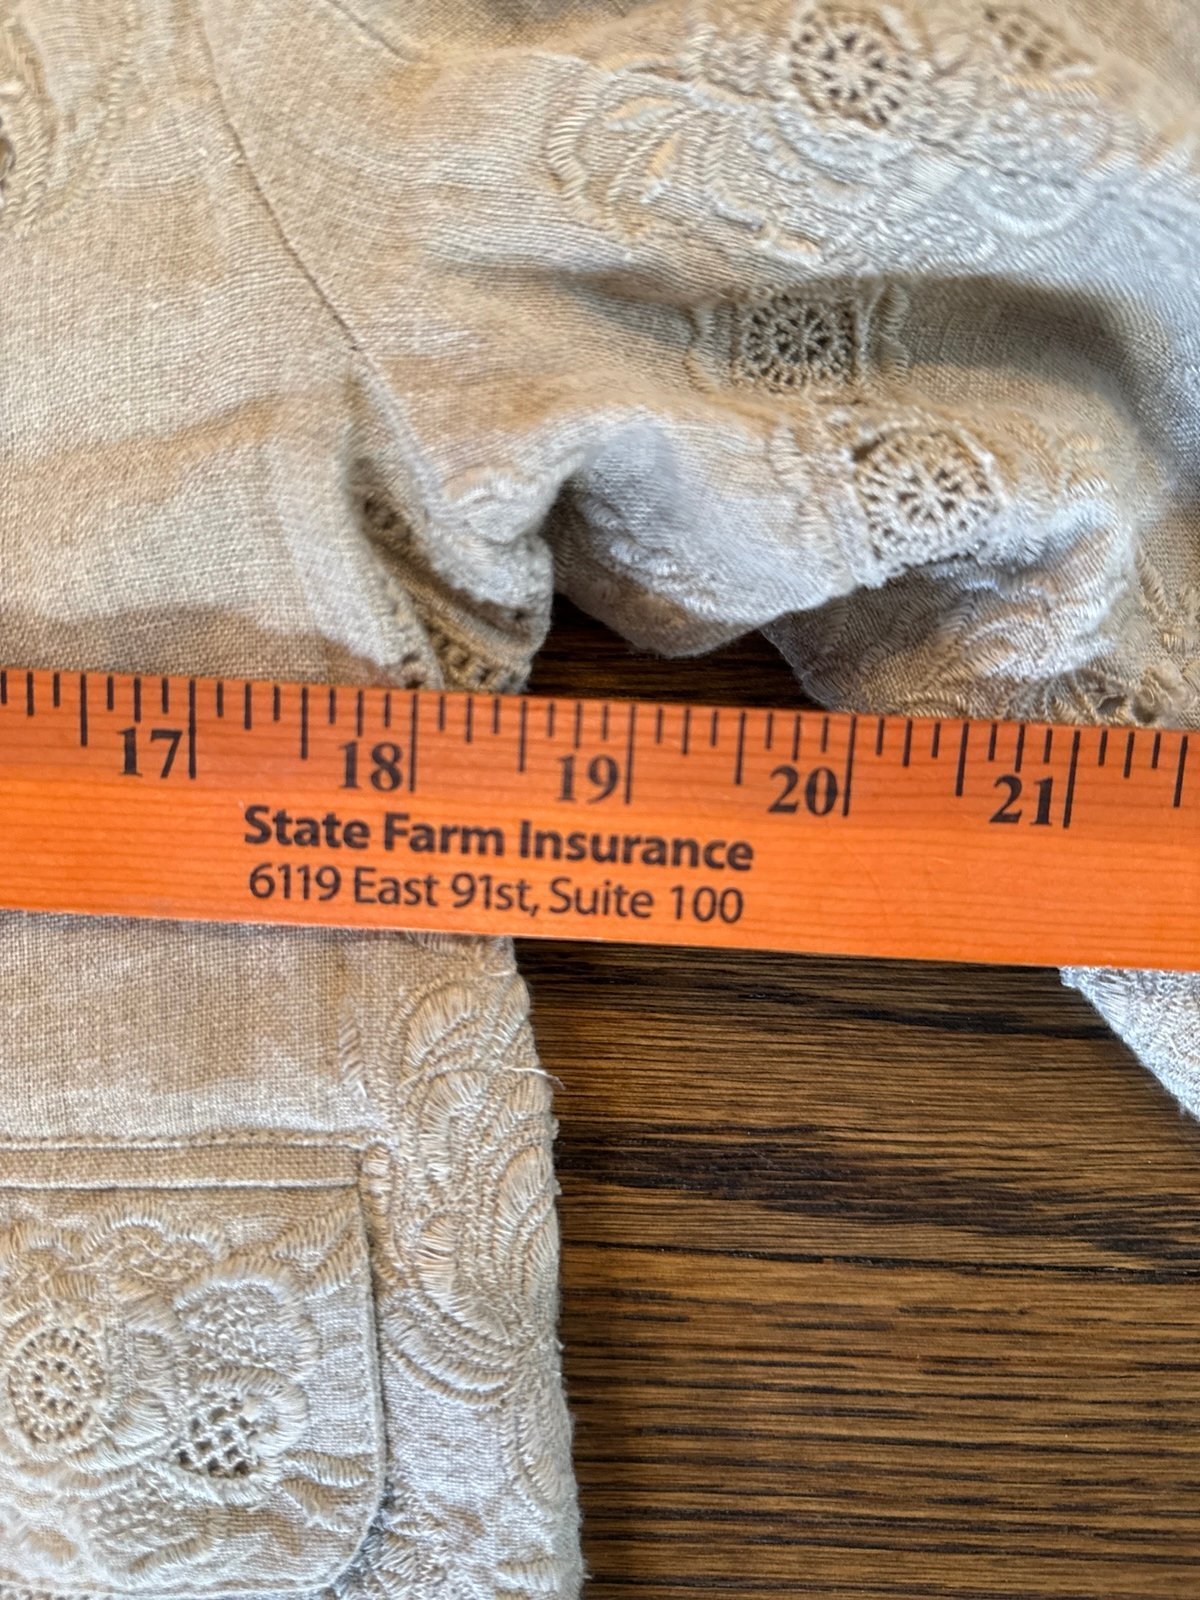 17 18 19 20 21
State Farm Insurance
6119 East 91st, Suite 100